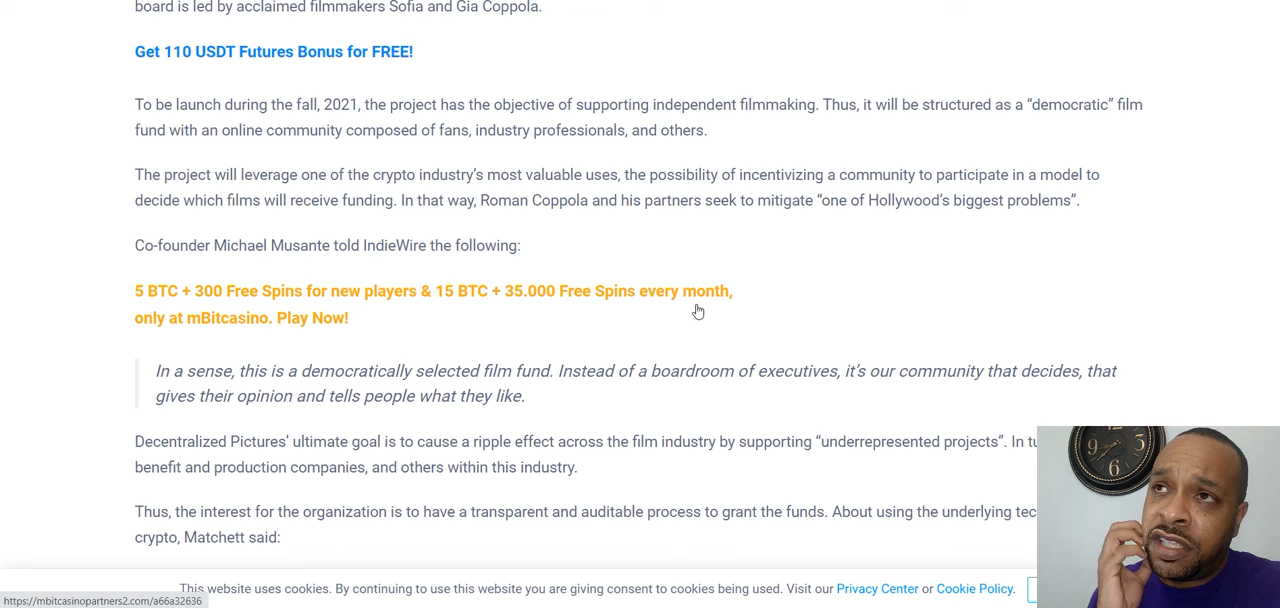 board is led by acclaimed filmmakers Sofia and Gia Coppola.
Get 110 USDT Futures Bonus for FREE!
To be launch during the fall, 2021, the project has the objective of supporting independent filmmaking. Thus, it will be structured as a “democratic” film
fund with an online community composed of fans, industry professionals, and others.
The project will leverage one of the crypto industry’s most valuable uses, the possibility of incentivizing a community to participate in a model to
decide which films will receive funding. In that way, Roman Coppola and his partners seek to mitigate “one of Hollywood’s biggest problems”.
Co-founder Michael Musante told IndieWire the following:
5 BTC + 300 Free Spins for new players & 15 BTC + 35.000 Free Spins every month,
only at mBitcasino. Play Now!
In a sense, this is a democratically selected film fund. Instead of a boardroom of executives, it’s our community that decides, that
gives their opinion and tells people what they like.
Decentralized Pictures’ ultimate goal is to cause a ripple effect across the film industry by supporting “underrepresented projects”. In
benefit and production companies, and others within this industry.
Thus, the interest for the organization is to have a transparent and auditable process to grant the funds. About using the underlying
crypto, Matchett said:
This website uses cookies. By continuing to use this website you are giving consent to cookies being used. Visit our Privacy Center or Cookie Policy.
https://mbitcasinopartners2.com/a66a32636
12
3
6
9